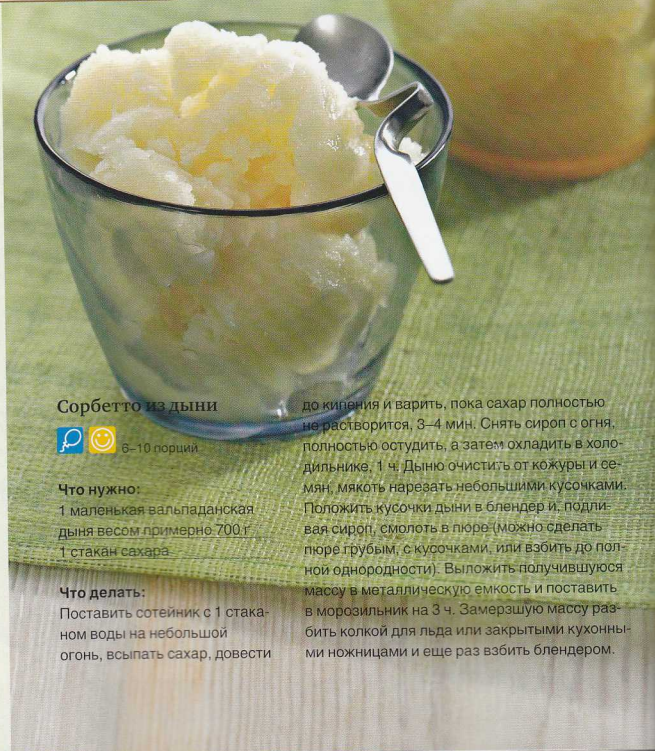 Сорбетто из дыни
6–10 порций
Что нужно:
1 маленькая вальпаданская
дыня весом примерно 700 г
1 стакан сахара
Что делать:
Поставить сотейник с 1 стака-
ном воды на небольшой
огонь, всыпать сахар, довести
до кипения и варить, пока сахар полностью
не растворится, 3–4 мин. Снять сироп с огня,
полностью остудить, а затем охладить в холо-
дильнике, 1 ч. Дыню очистить от кожуры и се-
мян, мякоть нарезать небольшими кусочками.
Положить кусочки дыни в блендер и, подли-
вая сироп, смолоть в пюре (можно сделать
пюре грубым, с кусочками, или взбить до пол-
ной однородности). Выложить получившуюся
массу в металлическую емкость и поставить
в морозильник на 3 ч. Замерзшую массу раз-
бить колкой для льда или закрытыми кухонны-
ми ножницами и еще раз взбить блендером.